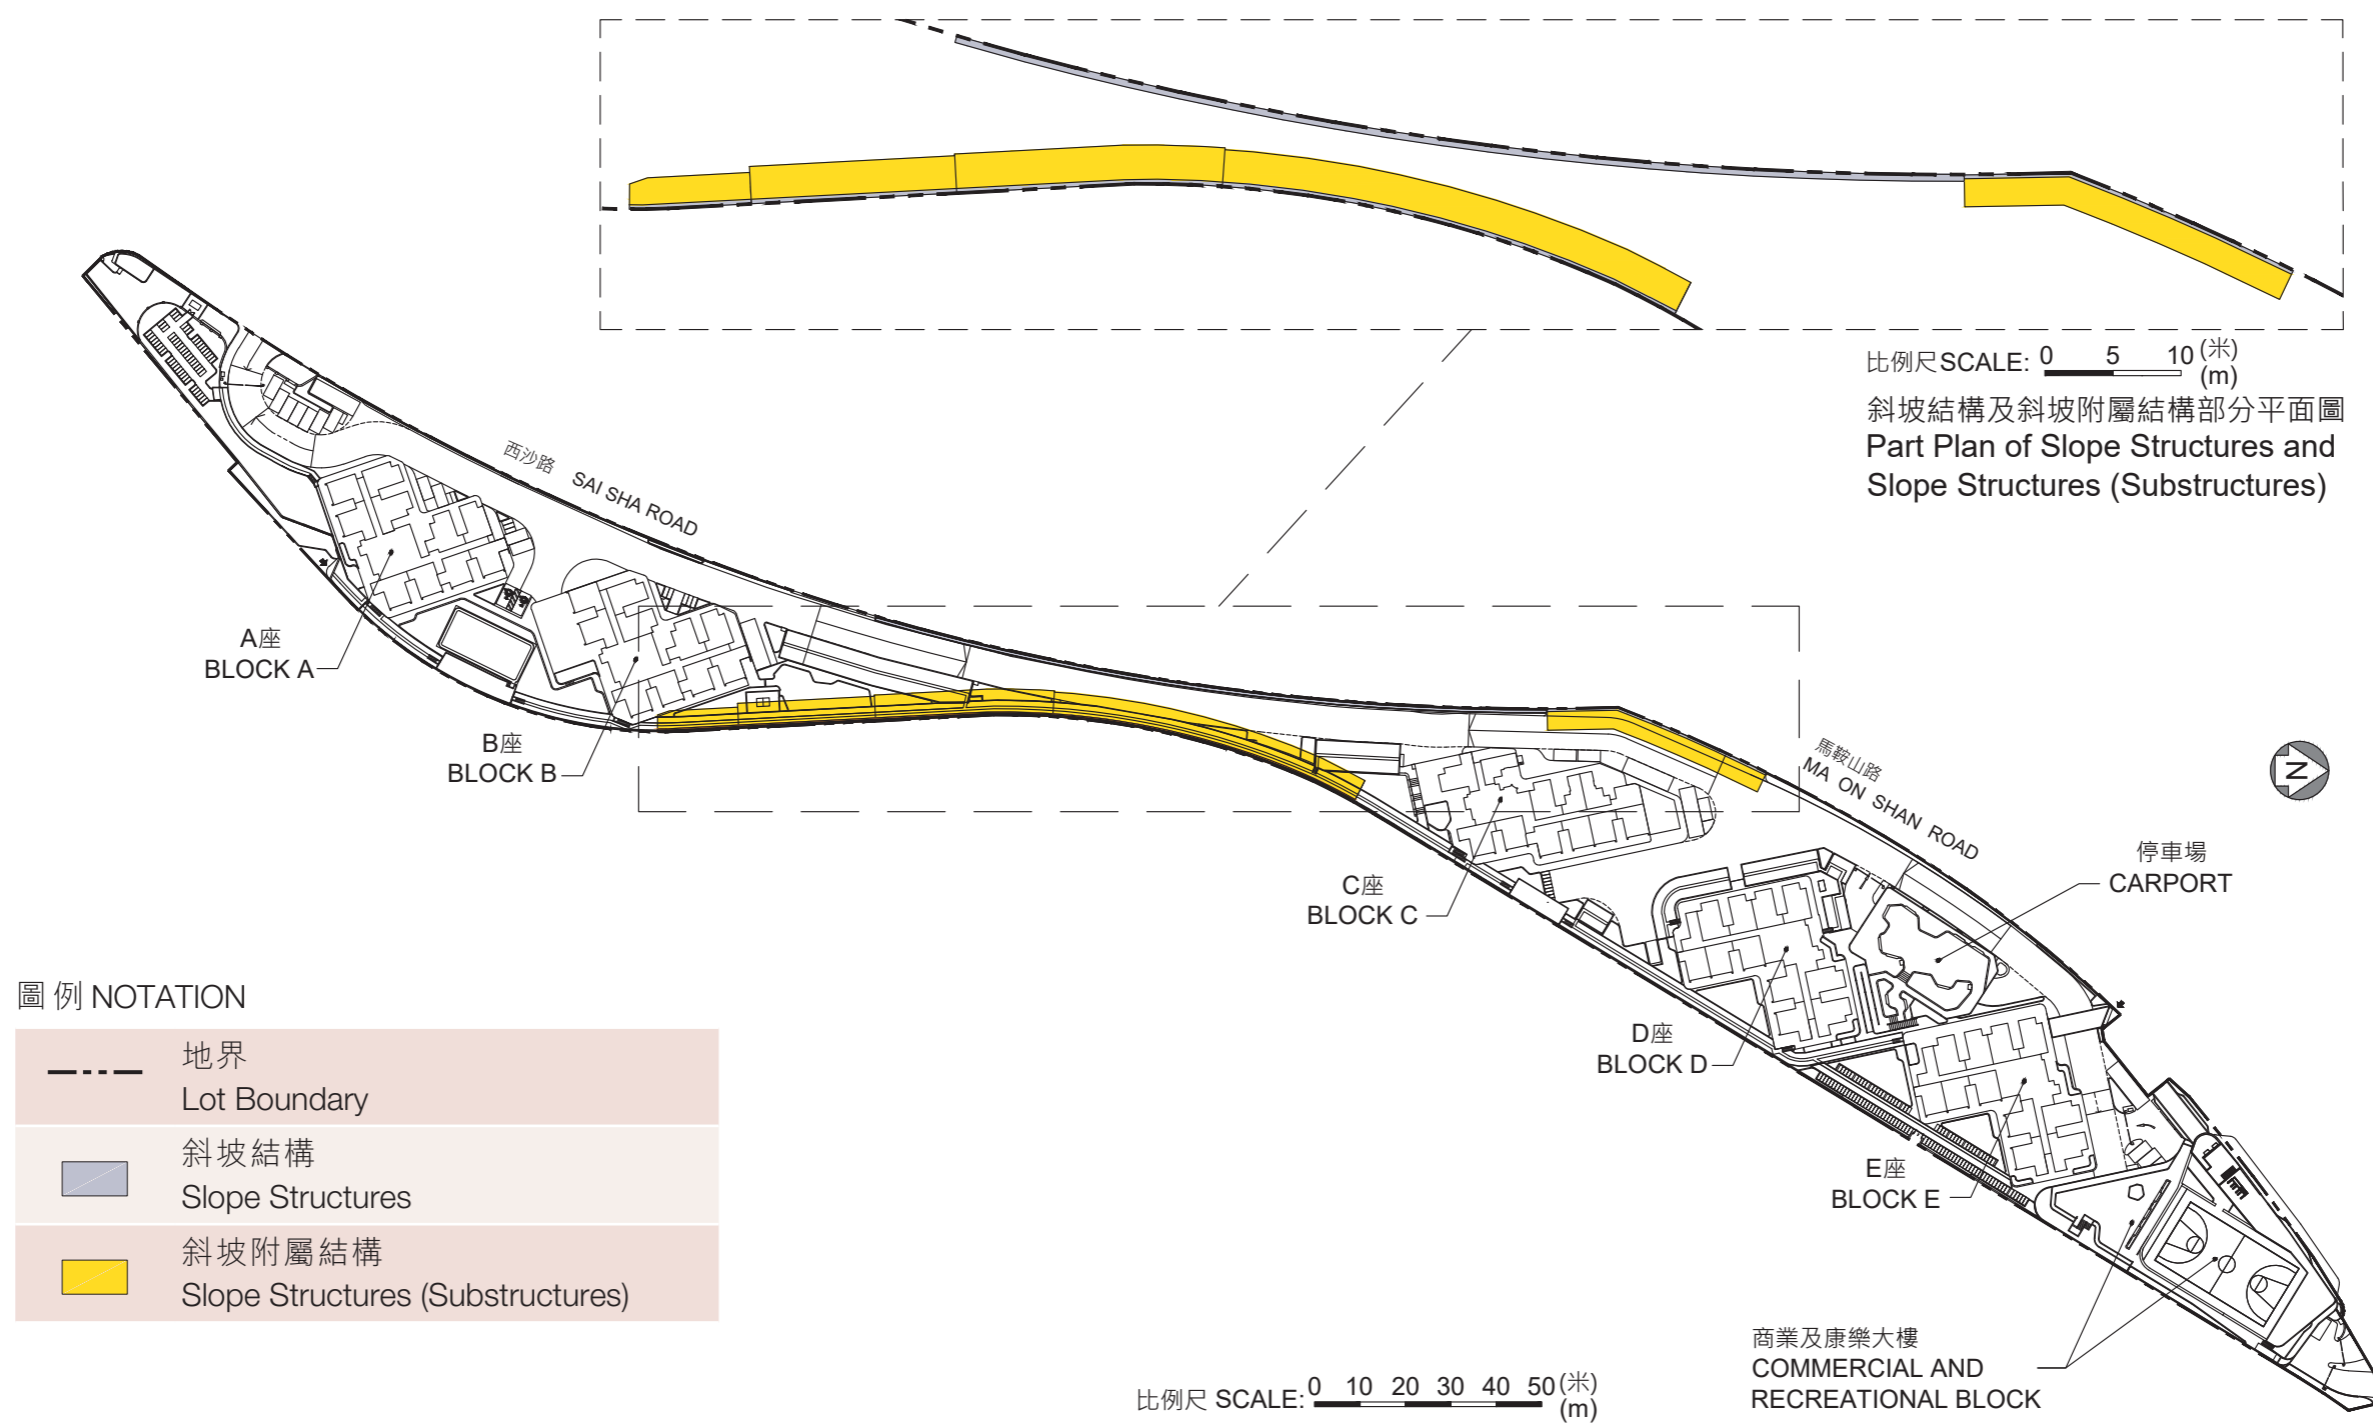 比例尺SCALE: 0 5 10 (米)
(m)
斜坡結構及斜坡附屬結構部分平面圖
Part Plan of Slope Structures and
Slope Structures (Substructures)
西沙路 SAI SHA ROAD
A座
BLOCK A
B座
BLOCK B
馬鞍山路
MA ON SHAN ROAD
N
停車場
CARPORT
C座
BLOCK C
D座
BLOCK D
E座
BLOCK E
圖例 NOTATION
地界
Lot Boundary
斜坡結構
Slope Structures
斜坡附屬結構
Slope Structures (Substructures)
商業及康樂大樓
COMMERCIAL AND
RECREATIONAL BLOCK
比例尺 SCALE: 0 10 20 30 40 50 (米)
(m)